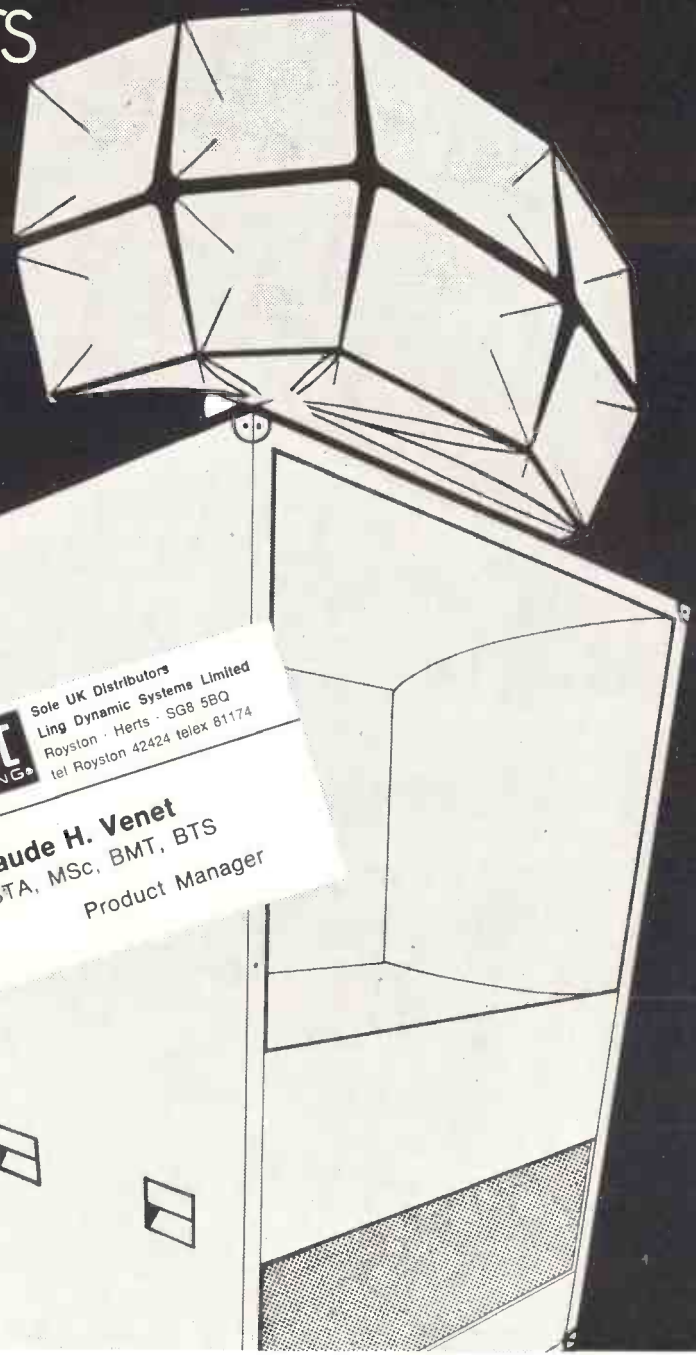 TS
Sole UK Distributors
Ling Dynamic Systems Limited
Royston · Herts · SG8 5BQ
tel Royston 42424 telex 81174
aude H. Venet
STA, MSc, BMT, BTS
Product Manager